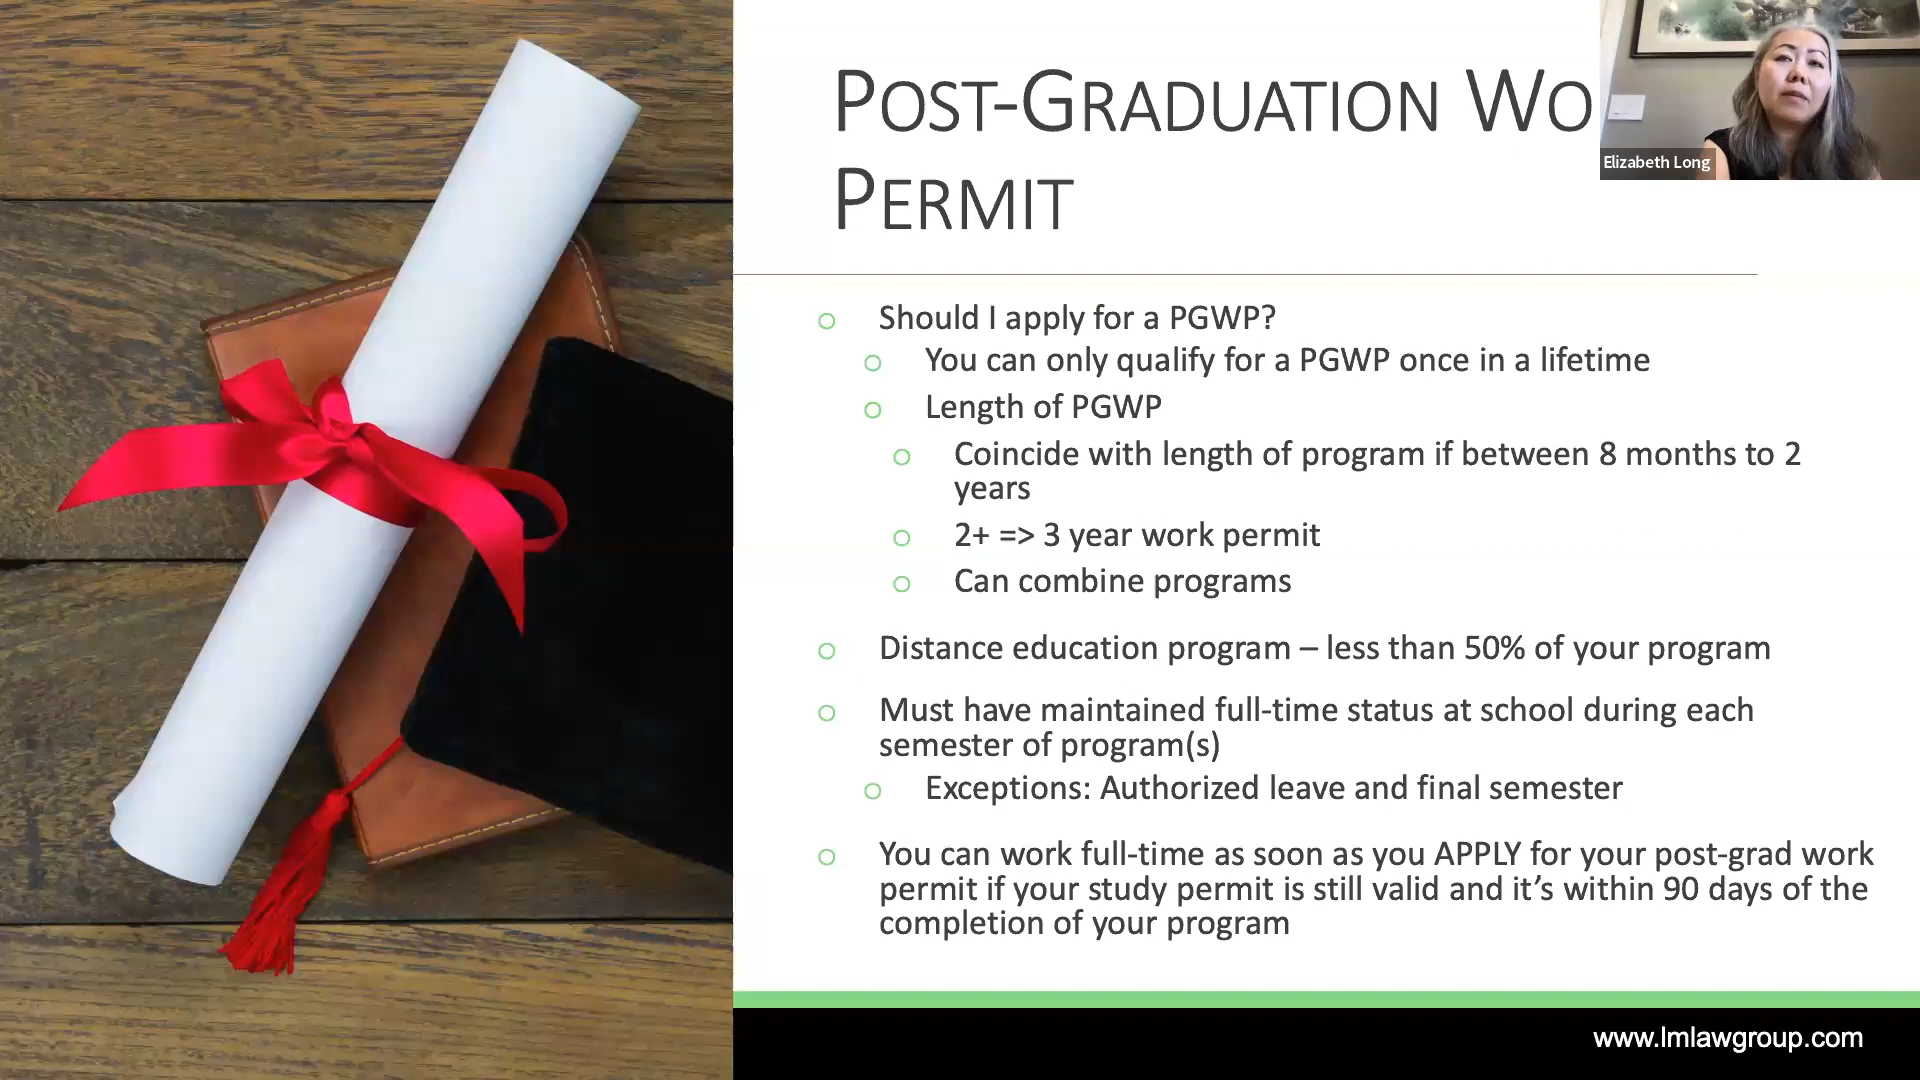 POST-GRADUATION WO
PERMIT
Elizabeth Long
o Should I apply for a PGWP?
o You can only qualify for a PGWP once in a lifetime
o Length of PGWP
o Coincide with length of program if between 8 months to 2
years
o 2+ => 3 year work permit
o Can combine programs
o Distance education program – less than 50% of your program
o Must have maintained full-time status at school during each
semester of program(s)
o Exceptions: Authorized leave and final semester
o You can work full-time as soon as you APPLY for your post-grad work
permit if your study permit is still valid and it’s within 90 days of the
completion of your program
www.lmlawgroup.com